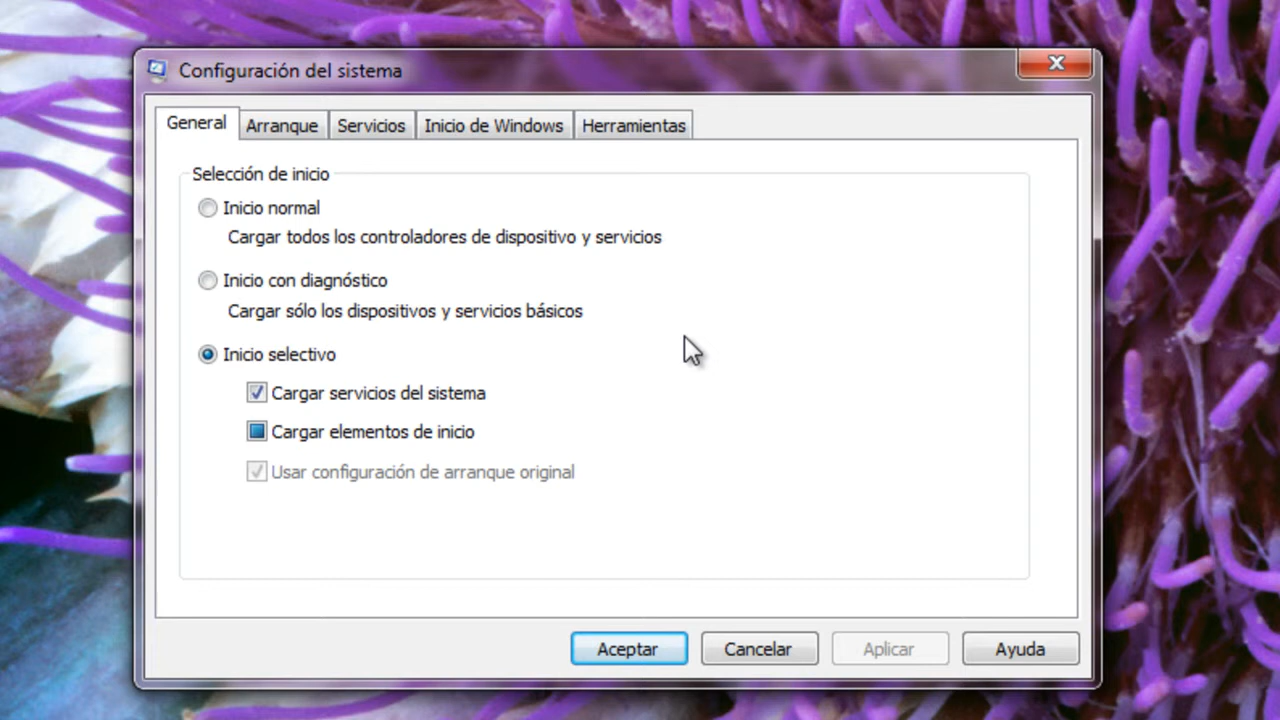 Configuración del sistema
General
Arranque
Servicios
Inicio de Windows
Herramientas
Selección de inicio
Inicio normal
Cargar todos los controladores de dispositivo y servicios
Inicio con diagnóstico
Cargar sólo los dispositivos y servicios básicos
Inicio selectivo
Cargar servicios del sistema
Cargar elementos de inicio
Usar configuración de arranque original
Aceptar
Cancelar
Aplicar
Ayuda